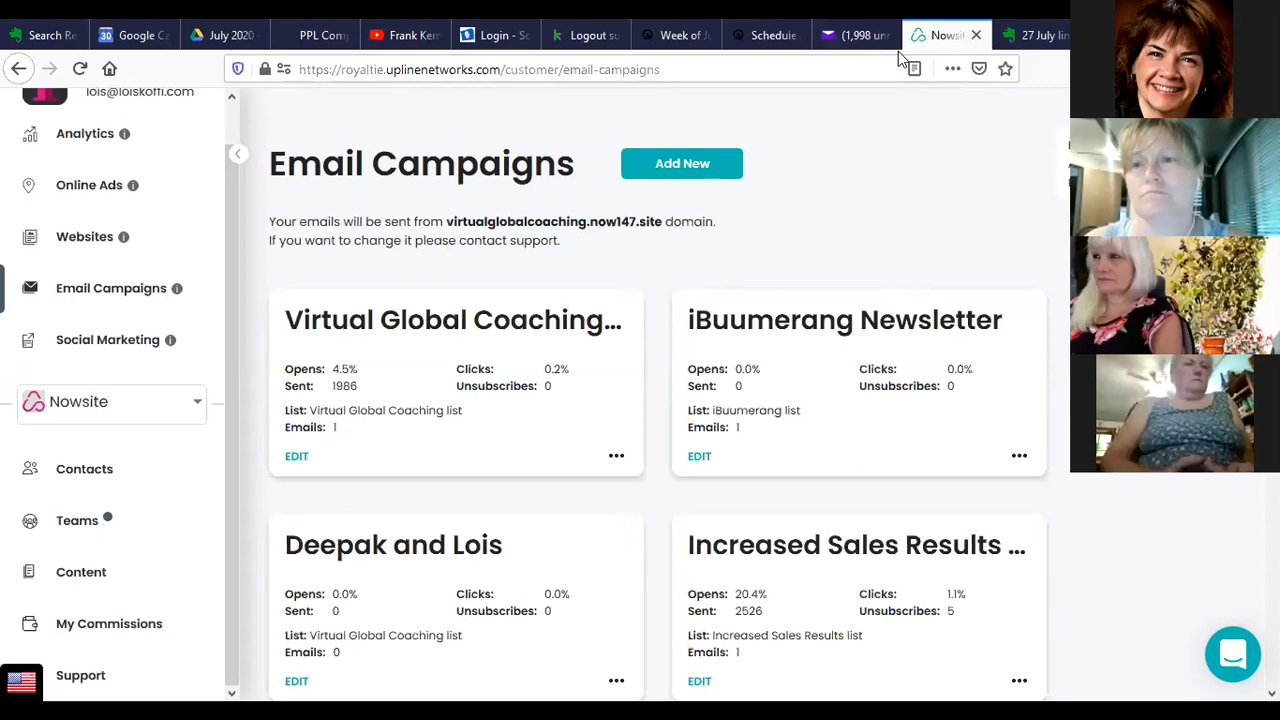 Search Re
Google Ca
July 2020
PPL Comp
Frank Kern
Login - Sc
Logout su
Week of Ju
Schedule
(1,998 unr
Nowsit
27 July lin
https://royaltie.uplinenetworks.com/customer/email-campaigns
lois@loiskoffi.com
Analytics
Online Ads
Websites
Email Campaigns
Social Marketing
Nowsite
Contacts
Teams
Content
My Commissions
Support
Email Campaigns
Add New
Your emails will be sent from virtualglobalcoaching.now147.site domain.
If you want to change it please contact support.
Virtual Global Coaching...
Opens: 4.5% Clicks: 0.2%
Sent: 1986 Unsubscribes: 0
List: Virtual Global Coaching list
Emails: 1
EDIT
iBuumerang Newsletter
Opens: 0.0% Clicks: 0.0%
Sent: 0 Unsubscribes: 0
List: iBuumerang list
Emails: 1
EDIT
Deepak and Lois
Opens: 0.0% Clicks: 0.0%
Sent: 0 Unsubscribes: 0
List: Virtual Global Coaching list
Emails: 0
EDIT
Increased Sales Results ...
Opens: 20.4% Clicks: 1.1%
Sent: 2526 Unsubscribes: 5
List: Increased Sales Results list
Emails: 1
EDIT